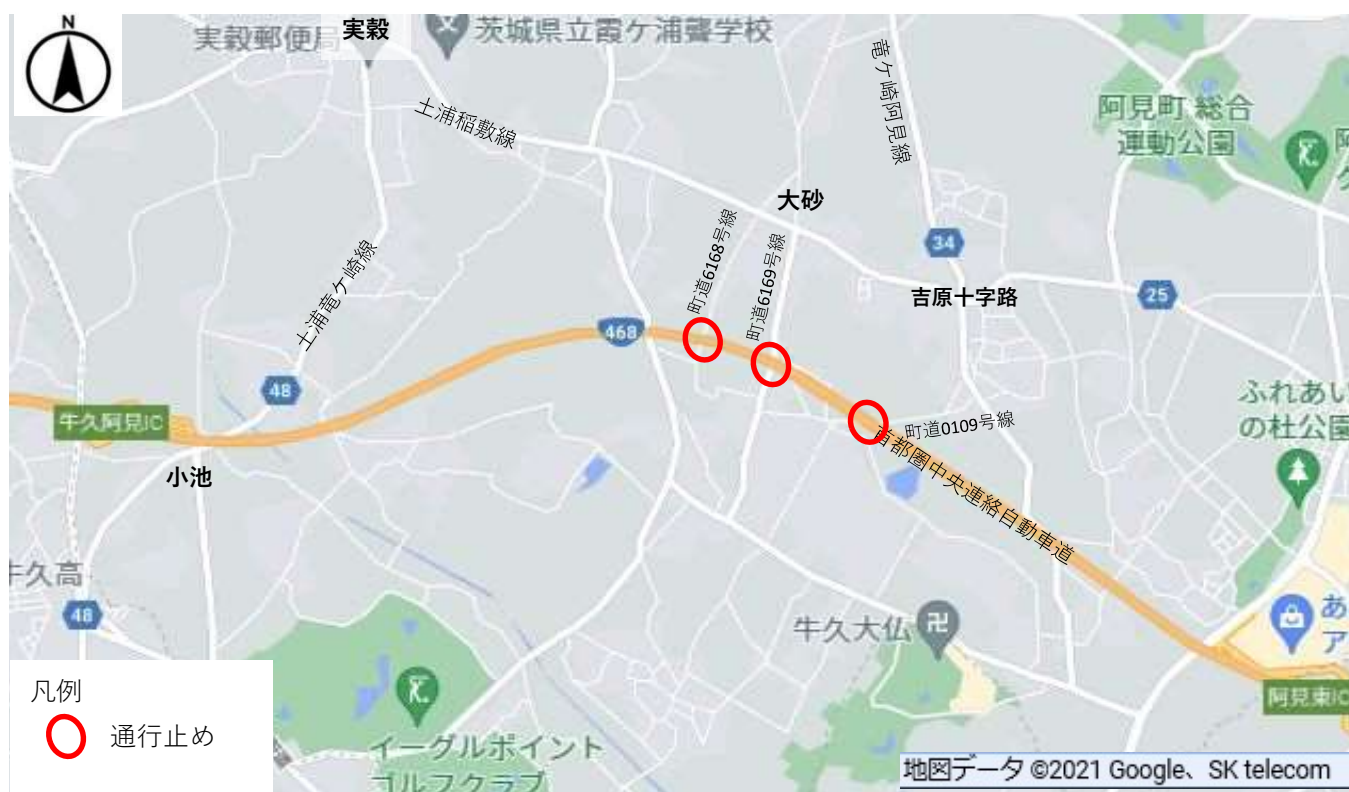 N
実穀郵便局
実穀
茨城県立霞ケ浦聾学校
土浦稲敷線
竜ケ崎阿見線
阿見町 総合
運動公園
大砂
町道6168号線
町道6169号線
34
吉原十字路
25
土浦竜ケ崎線
468
48
牛久阿見IC
小池
ふれあい
の杜公園
町道0109号線
首都圏中央連絡自動車道
牛久高
48
牛久大仏
卍
あ
ア
阿見東IC
凡例
通行止め
イーグルポイント
ゴルフクラブ
地図データ ©2021 Google、SK telecom